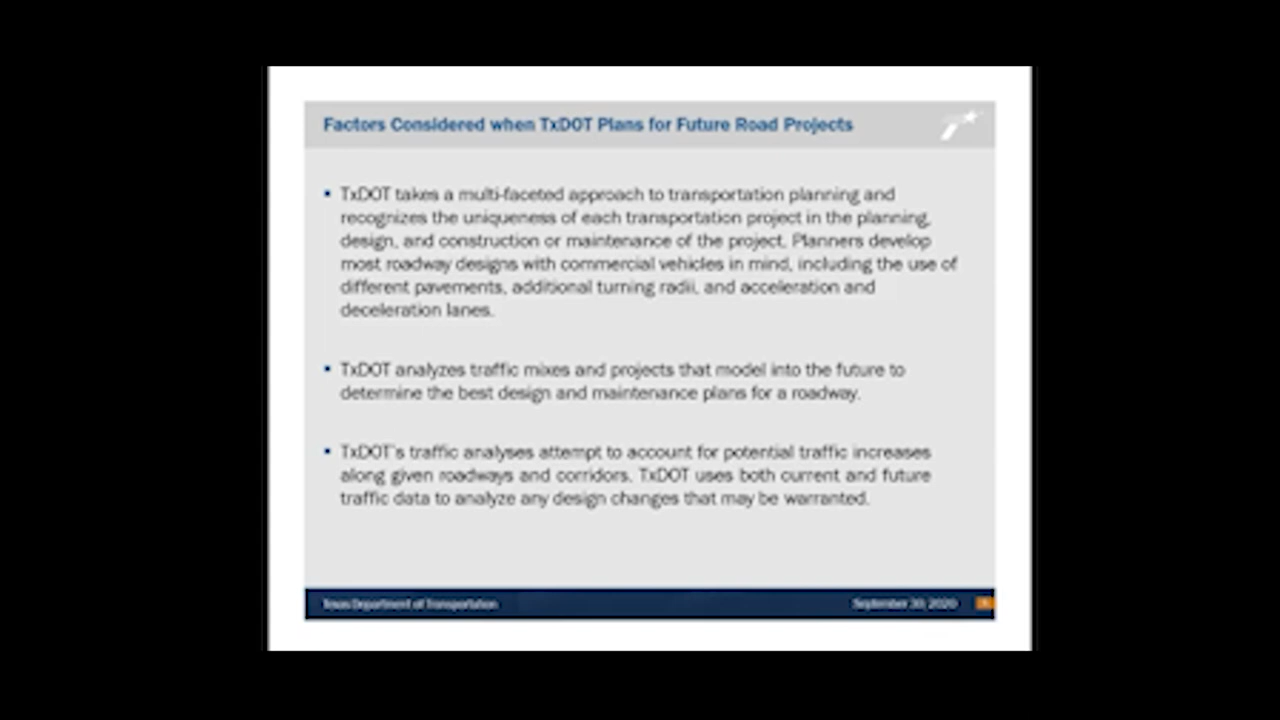 Factors Considered when TxDOT Plans for Future Road Projects
▪ TxDOT takes a multi-faceted approach to transportation planning and
recognizes the uniqueness of each transportation project in the planning,
design, and construction or maintenance of the project. Planners develop
most roadway designs with commercial vehicles in mind, including the use of
different pavements, additional turning radii, and acceleration and
deceleration lanes.
▪ TxDOT analyzes traffic mixes and projects that model into the future to
determine the best design and maintenance plans for a roadway.
▪ TxDOT's traffic analyses attempt to account for potential traffic increases
along given roadways and corridors. TxDOT uses both current and future
traffic data to analyze any design changes that may be warranted.
Texas Department of Transportation
September 30, 2020